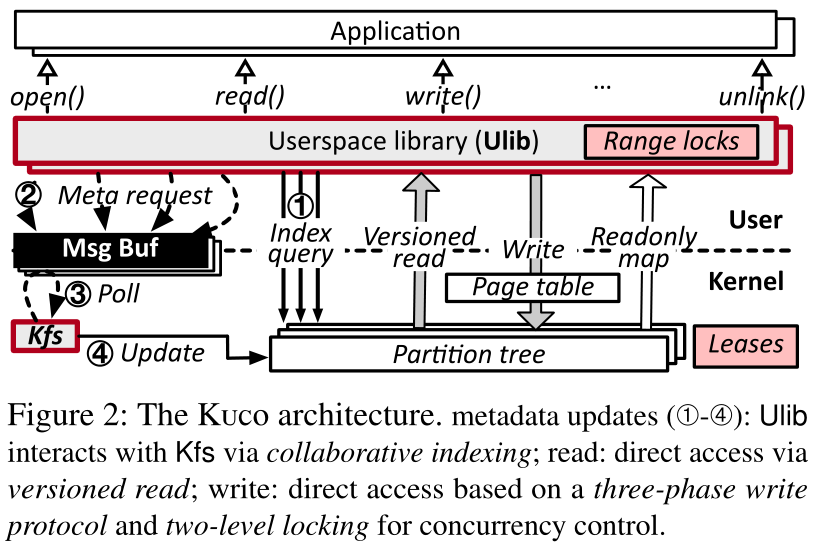 Application
open()
read()
write()
...
unlink()
Userspace library (Ulib)
Range locks
② Meta request
①
Index
query
Versioned
read
Write
Readonly
map
User
Msg Buf
Kernel
③ Poll
Page table
Kfs
④ Update
Partition tree
Leases
Figure 2: The KUCO architecture. metadata updates (①-④): Ulib
interacts with Kfs via collaborative indexing; read: direct access via
versioned read; write: direct access based on a three-phase write
protocol and two-level locking for concurrency control.